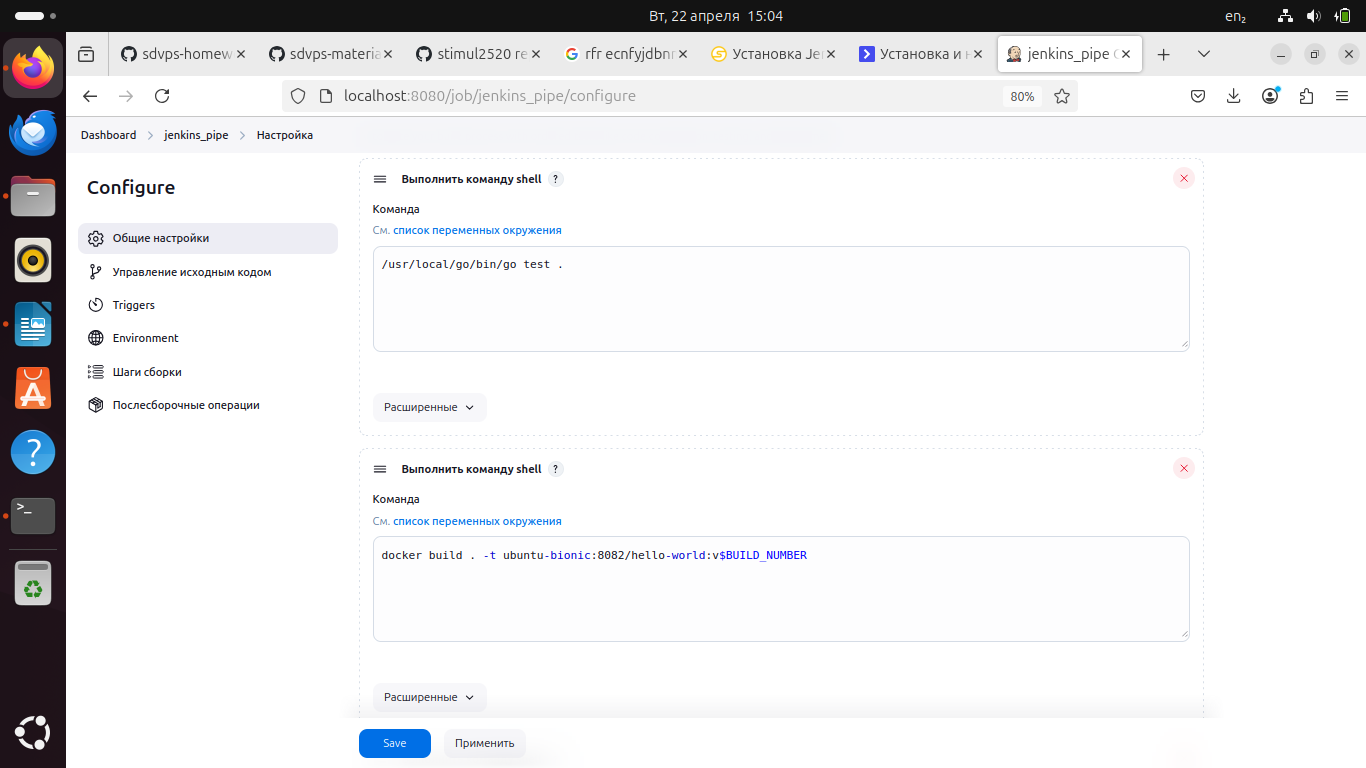 Вт, 22 апреля 15:04
en₂
sdvps-homew
sdvps-materia
stimul2520 re
rfr ecnfyjdbnr
Установка Jer
Установка и н
jenkins_pipe C
localhost:8080/job/jenkins_pipe/configure
80%
Dashboard
jenkins_pipe
Настройка
Configure
Общие настройки
Управление исходным кодом
Triggers
Environment
Шаги сборки
Послесборочные операции
Выполнить команду shell ?
Команда
См. список переменных окружения
/usr/local/go/bin/go test .
Расширенные
Выполнить команду shell ?
Команда
См. список переменных окружения
docker build . -t ubuntu-bionic:8082/hello-world:v$BUILD_NUMBER
Расширенные
Save
Применить